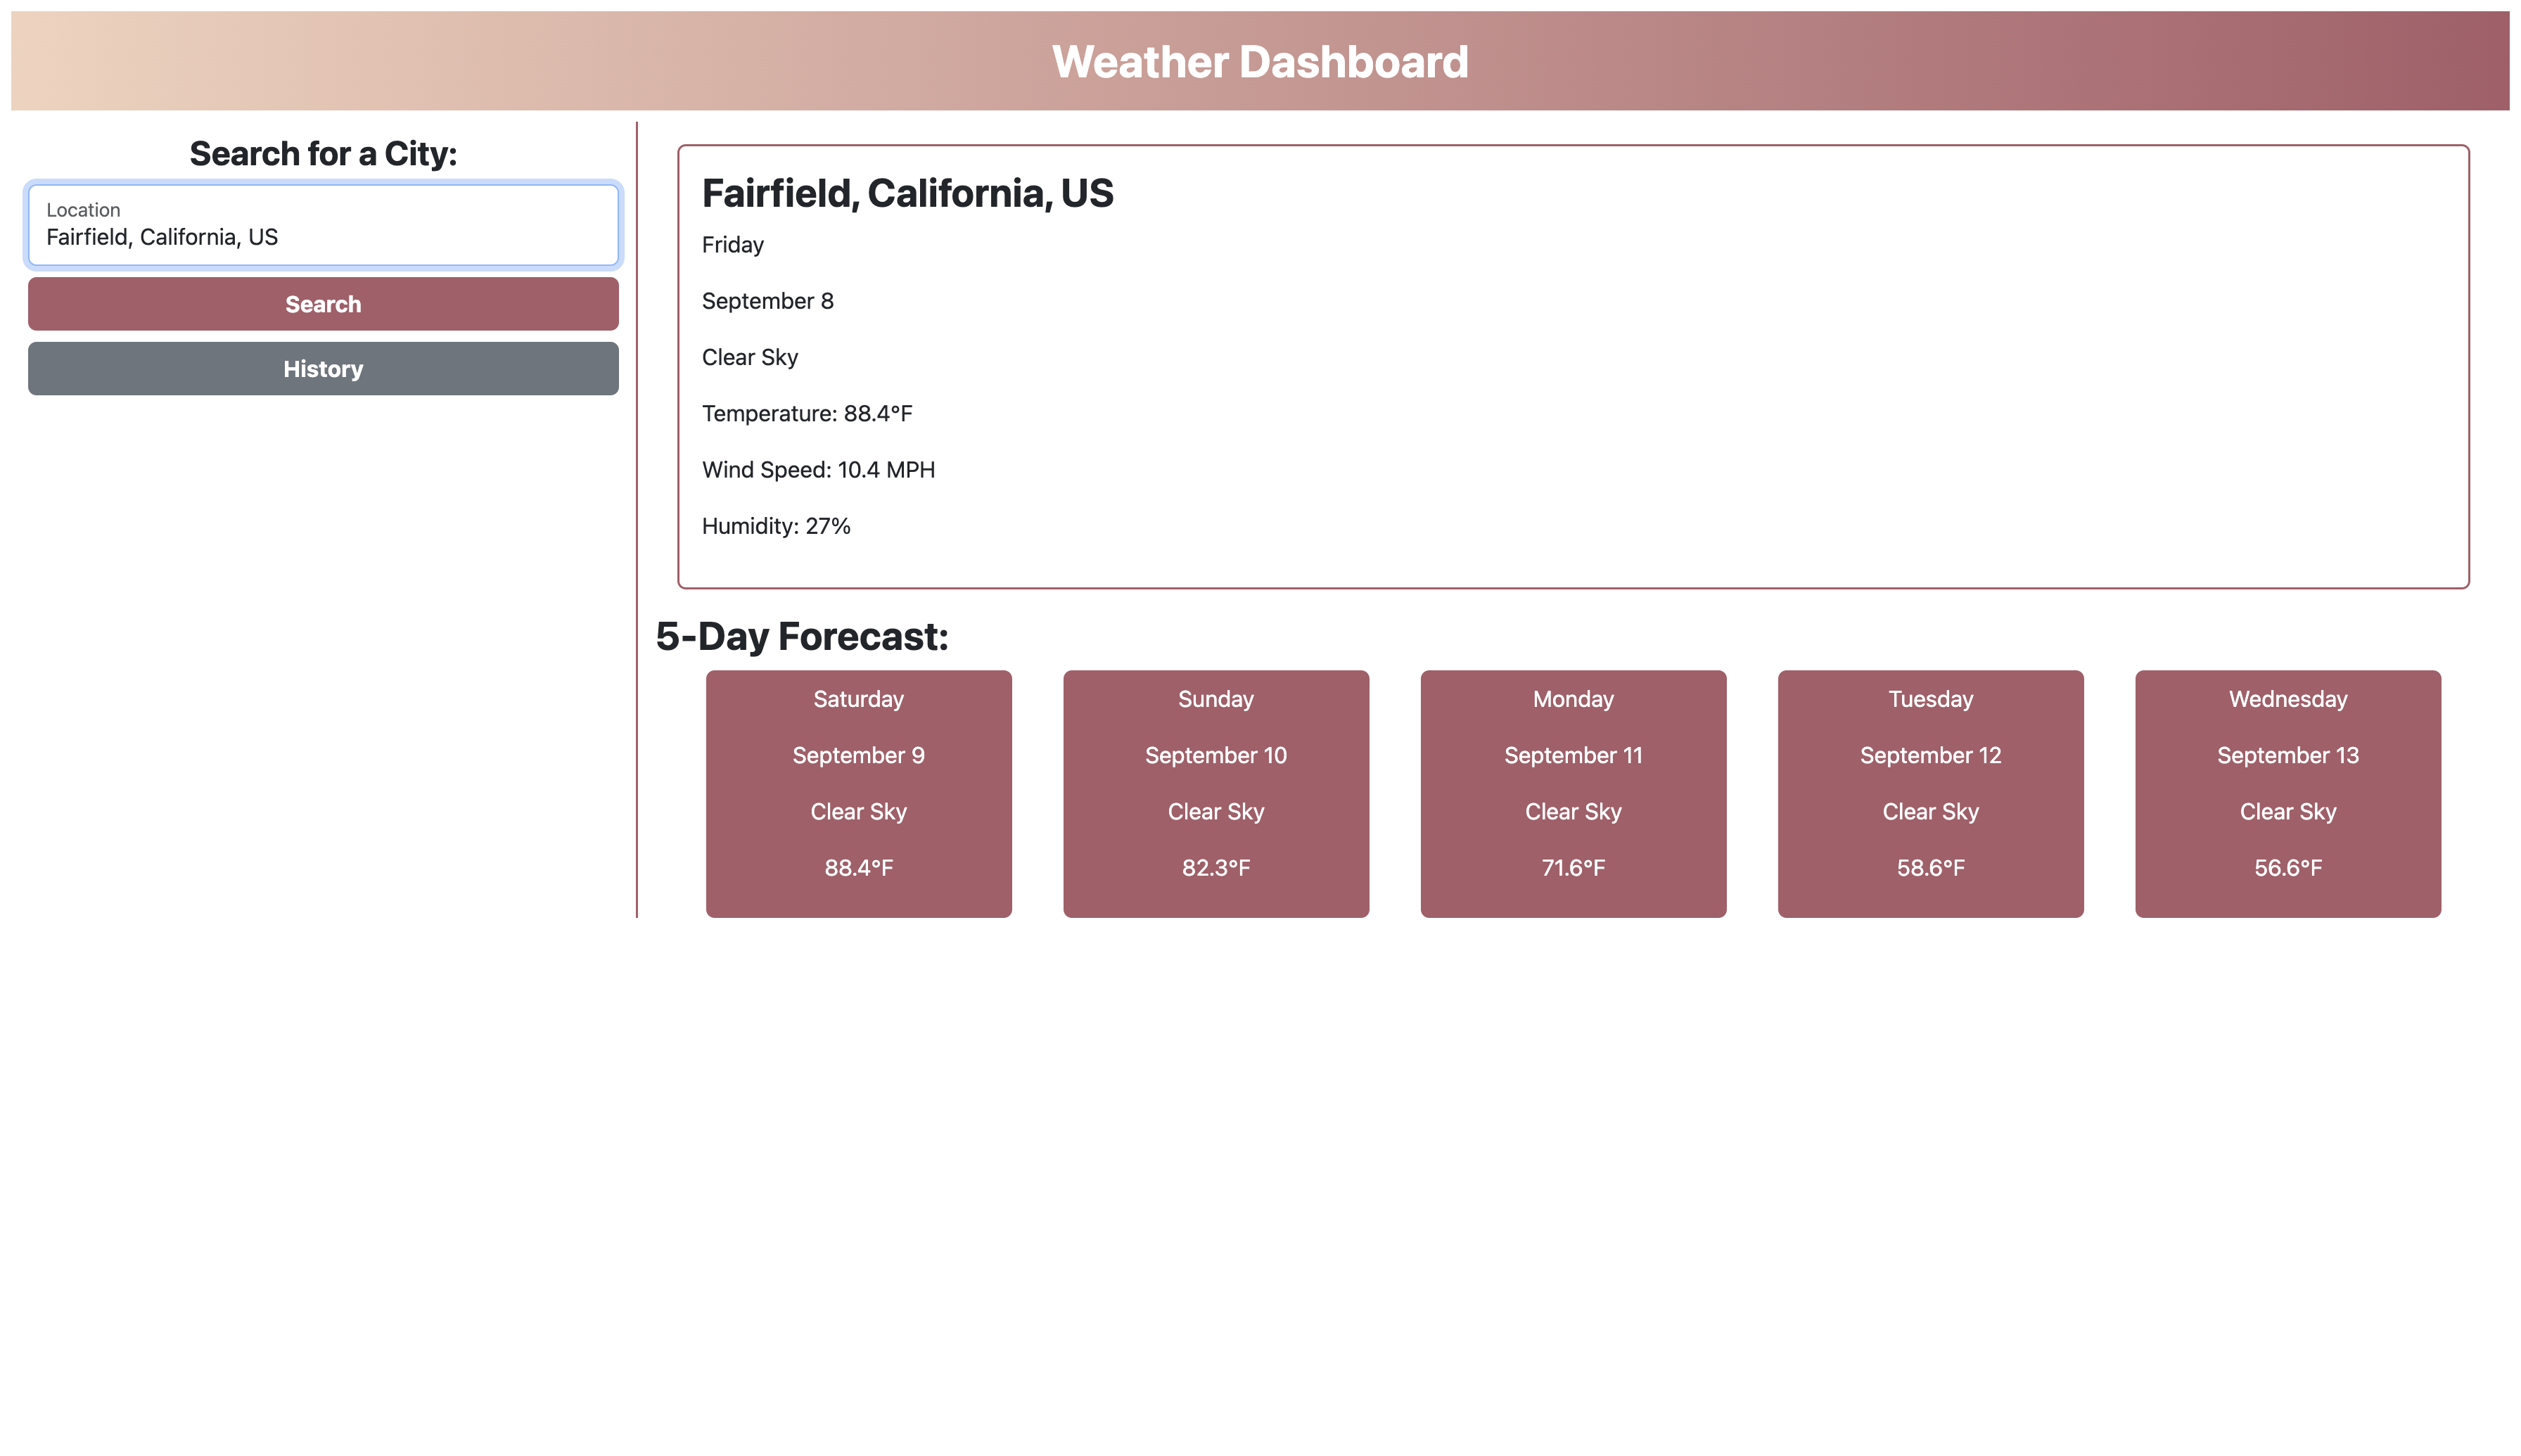 Weather Dashboard
Search for a City:
Location
Fairfield, California, US
Search
History
Fairfield, California, US
Friday
September 8
Clear Sky
Temperature: 88.4°F
Wind Speed: 10.4 MPH
Humidity: 27%
5-Day Forecast:
Saturday
September 9
Clear Sky
88.4°F
Sunday
September 10
Clear Sky
82.3°F
Monday
September 11
Clear Sky
71.6°F
Tuesday
September 12
Clear Sky
58.6°F
Wednesday
September 13
Clear Sky
56.6°F